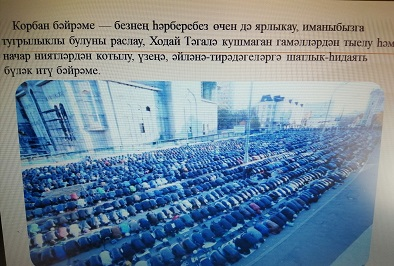 Корбан бәйрәме — безнең һәрберебез өчен дә ярлыкау, иманыбызга
тугрылыклы булуны раслау, Ходай Тәгалә кушмаган гамәлләрдән тыелу һәм
начар ниятләрдән котылу, үзеңә, әйләнә-тирәдәгеләргә шатлык-һидаять
бүләк итү бәйрәме.